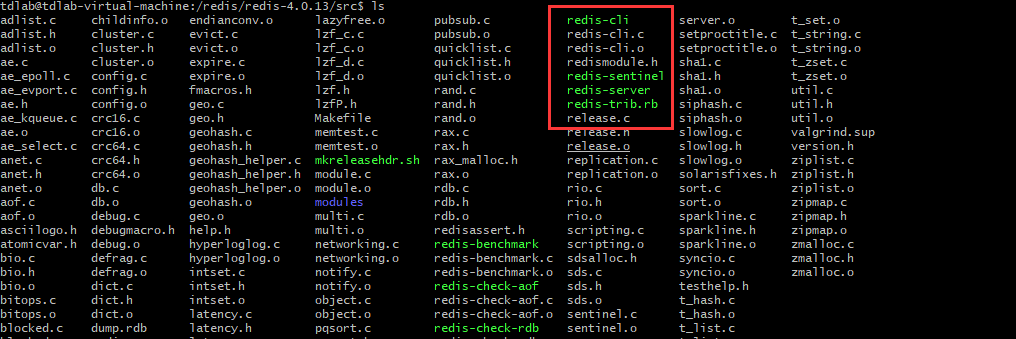 tdlab@tdlab-virtual-machine:/redis/redis-4.0.13/src$ ls
adlist.c childinfo.o endianconv.o lazyfree.o pubsub.c redis-cli server.o t_set.o
adlist.h cluster.c evict.c lzf_c.c pubsub.o redis-cli.c setproctitle.c t_string.c
adlist.o cluster.h evict.o lzf_c.o quicklist.c redis-cli.o setproctitle.o t_string.o
ae.c cluster.o expire.c lzf_d.c quicklist.h redismodule.h sha1.c t_zset.c
ae_epoll.c config.c expire.o lzf_d.o quicklist.o redis-sentinel sha1.h t_zset.o
ae_evport.c config.h fmacros.h lzf.h rand.c redis-server sha1.o util.c
ae.h config.o geo.c lzfP.h rand.h redis-trib.rb siphash.c util.h
ae_kqueue.c crc16.c geo.h Makefile rand.o release.c siphash.o util.o
ae.o crc16.o geohash.c memtest.c rax.c release.h slowlog.c valgrind.sup
ae_select.c crc64.c geohash.h memtest.o rax.h release.o slowlog.h version.h
anet.c crc64.h geohash_helper.c mkreleasehdr.sh rax_malloc.h replication.c slowlog.o ziplist.c
anet.h crc64.o geohash_helper.h module.c rax.o replication.o solarisfixes.h ziplist.h
anet.o db.c geohash_helper.o module.o rdb.c rio.c sort.c ziplist.o
aof.c db.o geohash.o modules rdb.h rio.h sort.o zipmap.c
aof.o debug.c geo.o multi.c rdb.o rio.o sparkline.c zipmap.h
asciilogo.h debugmacro.h help.h multi.o redisassert.h scripting.c sparkline.h zipmap.o
atomicvar.h debug.o hyperloglog.c networking.c redis-benchmark scripting.o sparkline.o zmalloc.c
bio.c defrag.c hyperloglog.o networking.o redis-benchmark.c sdsalloc.h syncio.c zmalloc.h
bio.h defrag.o intset.c notify.c redis-benchmark.o sds.c syncio.o zmalloc.o
bio.o dict.c intset.h notify.o redis-check-aof sds.h testhelp.h
bitops.c dict.h intset.o object.c redis-check-aof.c sds.o t_hash.c
bitops.o dict.o latency.c object.o redis-check-aof.o sentinel.c t_hash.o
blocked.c dump.rdb latency.h pqsort.c redis-check-rdb sentinel.o t_list.c